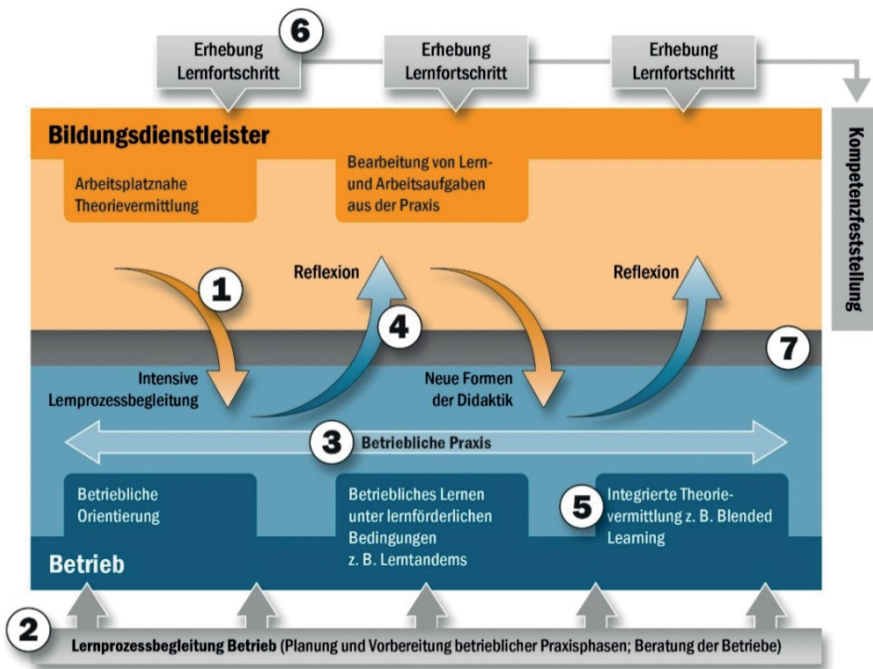 6
Erhebung
Lernfortschritt
Erhebung
Lernfortschritt
Erhebung
Lernfortschritt
Bildungsdienstleister
Kompetenzfeststellung
Arbeitsplatznahe
Theorievermittlung
Bearbeitung von Lern-
und Arbeitsaufgaben
aus der Praxis
1
Reflexion
4
Reflexion
7
Intensive
Lernprozessbegleitung
Neue Formen
der Didaktik
3
Betriebliche Praxis
Betriebliche
Orientierung
Betriebliches Lernen
unter lernförderlichen
Bedingungen
z. B. Lerntandems
5
Integrierte Theorie-
vermittlung z. B. Blended
Learning
Betrieb
2
Lernprozessbegleitung Betrieb (Planung und Vorbereitung betrieblicher Praxisphasen; Beratung der Betriebe)